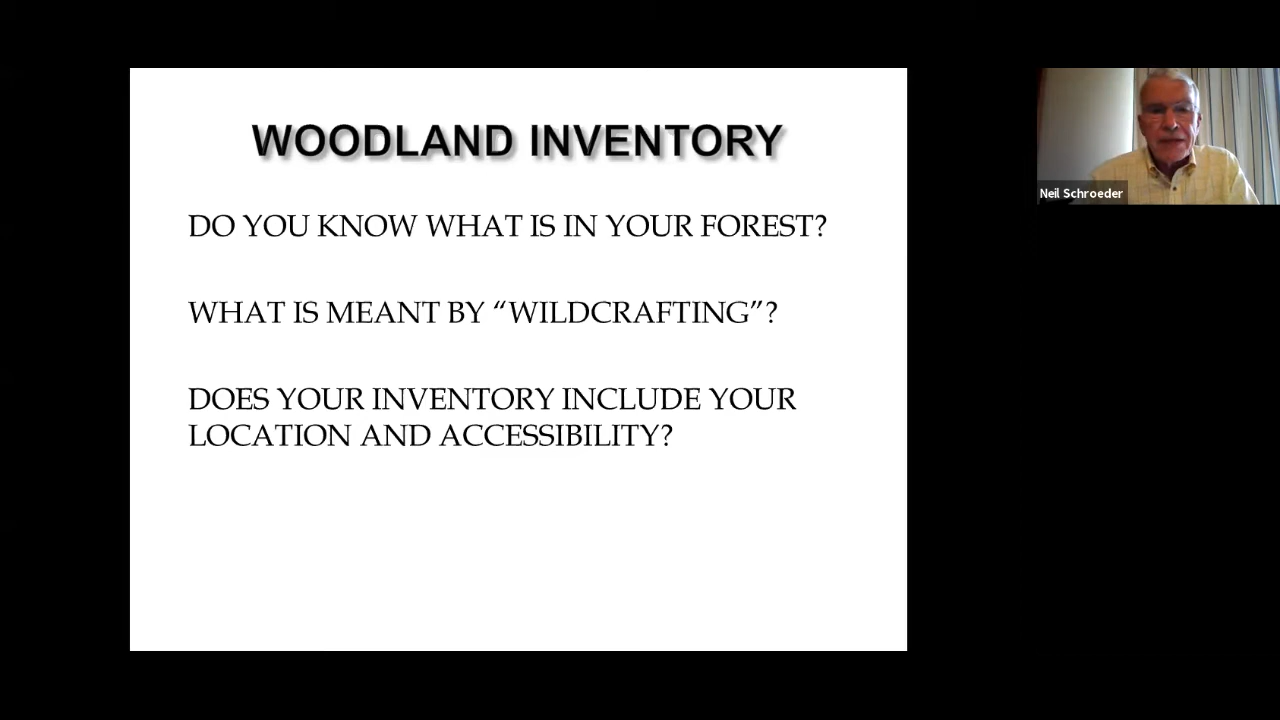 WOODLAND INVENTORY
DO YOU KNOW WHAT IS IN YOUR FOREST?
WHAT IS MEANT BY “WILDCRAFTING”?
DOES YOUR INVENTORY INCLUDE YOUR
LOCATION AND ACCESSIBILITY?
Neil Schroeder